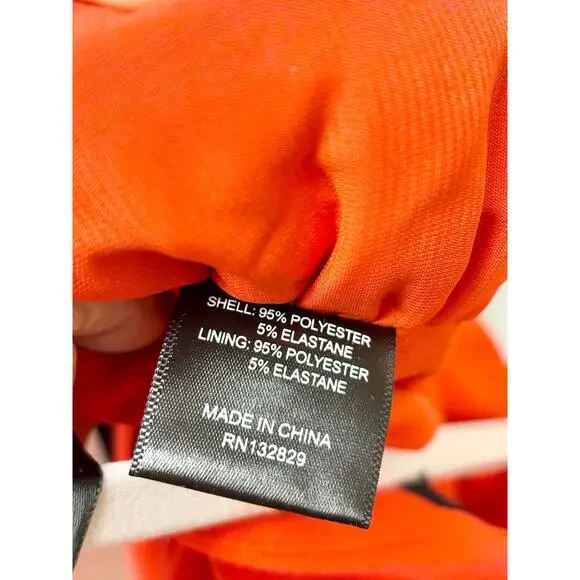 SHELL: 95% POLYESTER
5% ELASTANE
LINING: 95% POLYESTER
5% ELASTANE
MADE IN CHINA
RN132829